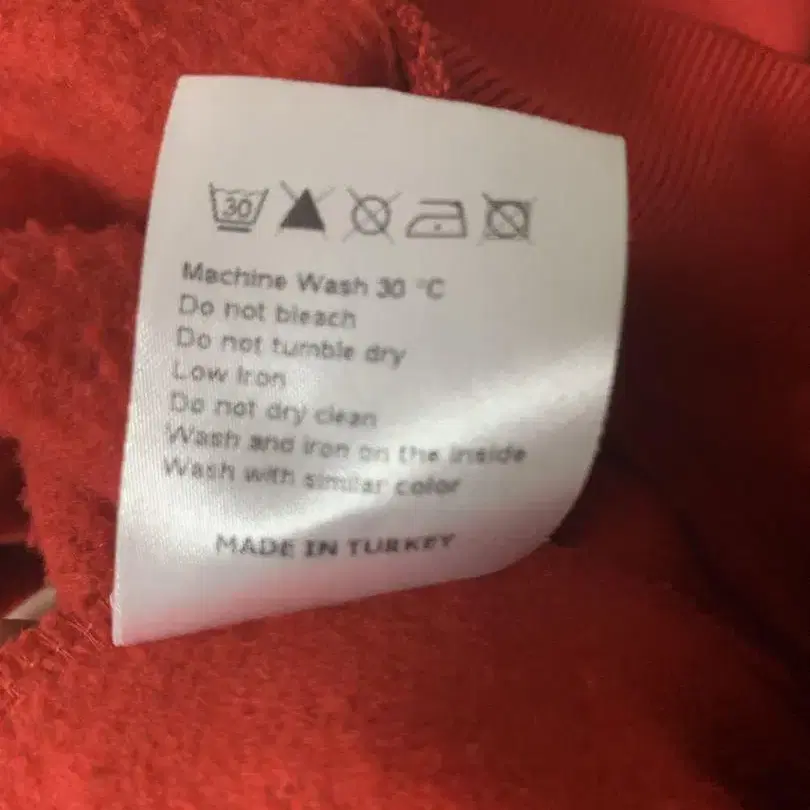 30
Machine Wash 30 °C
Do not bleach
Do not tumble dry
Low Iron
Do not dry clean
Wash and iron on the inside
Wash with similar color
MADE IN TURKEY